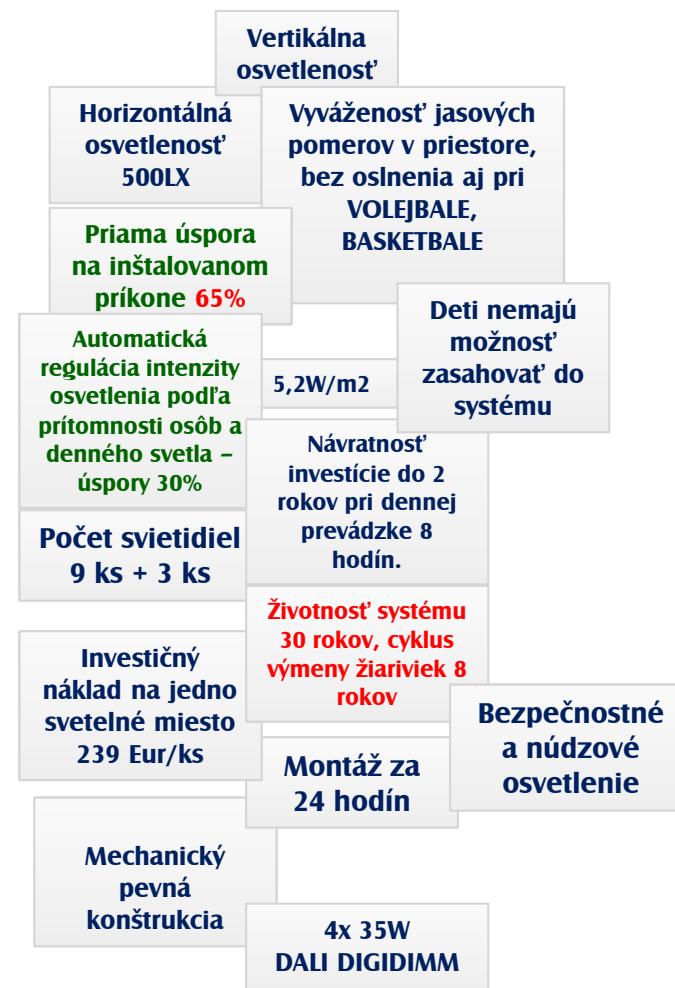 Vertikálna
osvetlenosť
Horizontálná
osvetlenosť
500LX
Vyváženosť jasových
pomerov v priestore,
bez oslnenia aj pri
VOLEJBALE,
BASKETBALE
Priama úspora
na inštalovanom
príkone 65%
Deti nemajú
možnosť
zasahovať do
systému
Automatická
regulácia intenzity
osvetlenia podľa
prítomnosti osôb a
denného svetla –
úspory 30%
5,2W/m2
Návratnosť
investície do 2
rokov pri dennej
prevádzke 8
hodín.
Počet svietidiel
9 ks + 3 ks
Životnosť systému
30 rokov, cyklus
výmeny žiariviek 8
rokov
Investičný
náklad na jedno
svetelné miesto
239 Eur/ks
Bezpečnostné
a núdzové
osvetlenie
Montáž za
24 hodín
Mechanický
pevná
konštrukcia
4x 35W
DALI DIGIDIMM